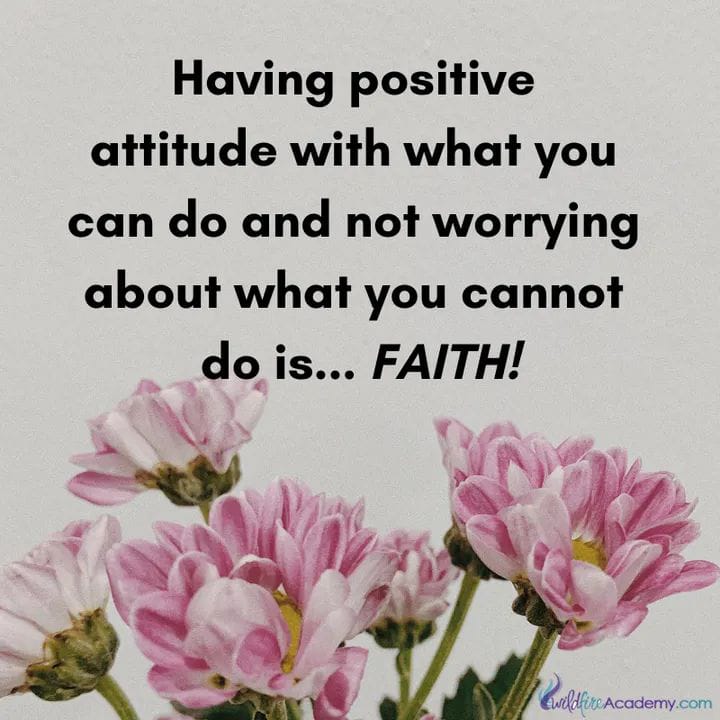 Having positive
attitude with what you
can do and not worrying
about what you cannot
do is... FAITH!
wildfireAcademy.com